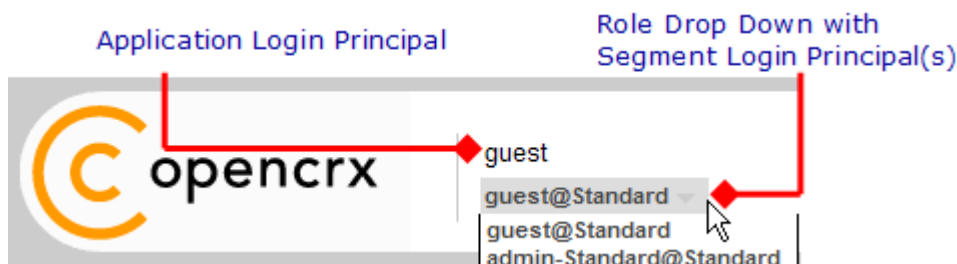 Application Login Principal
Role Drop Down with
Segment Login Principal(s)
opencrx
guest
guest@Standard
guest@Standard
admin-Standard@Standard